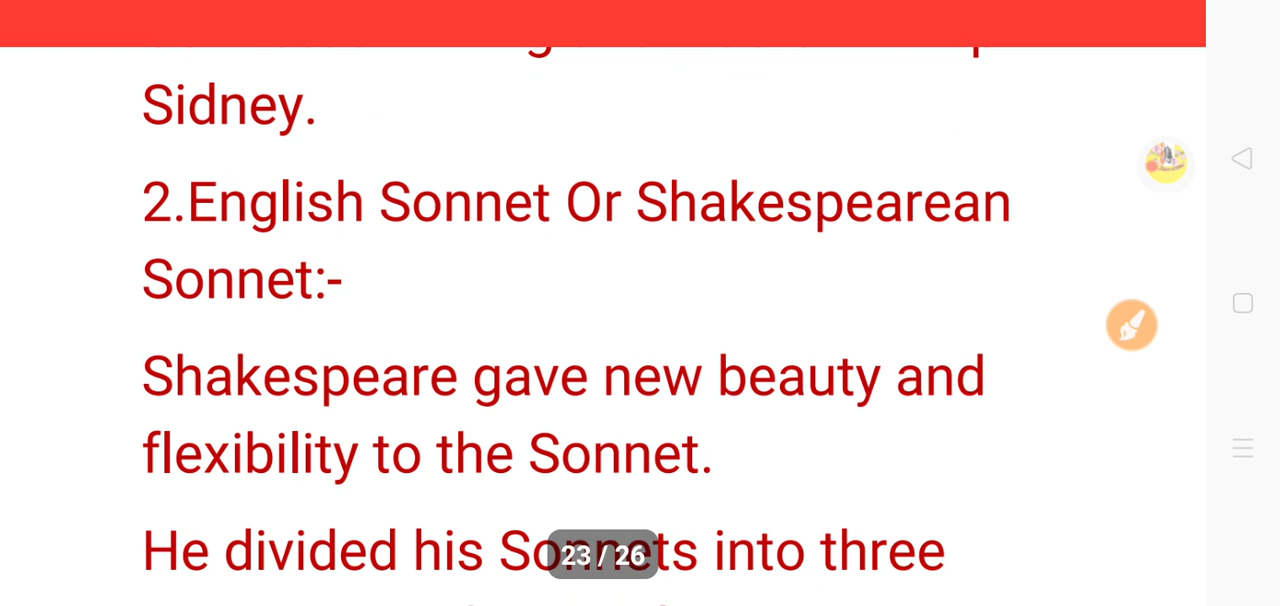 Sidney.
2.English Sonnet Or Shakespearean
Sonnet:-
Shakespeare gave new beauty and
flexibility to the Sonnet.
He divided his Sonnets into three
23 / 26